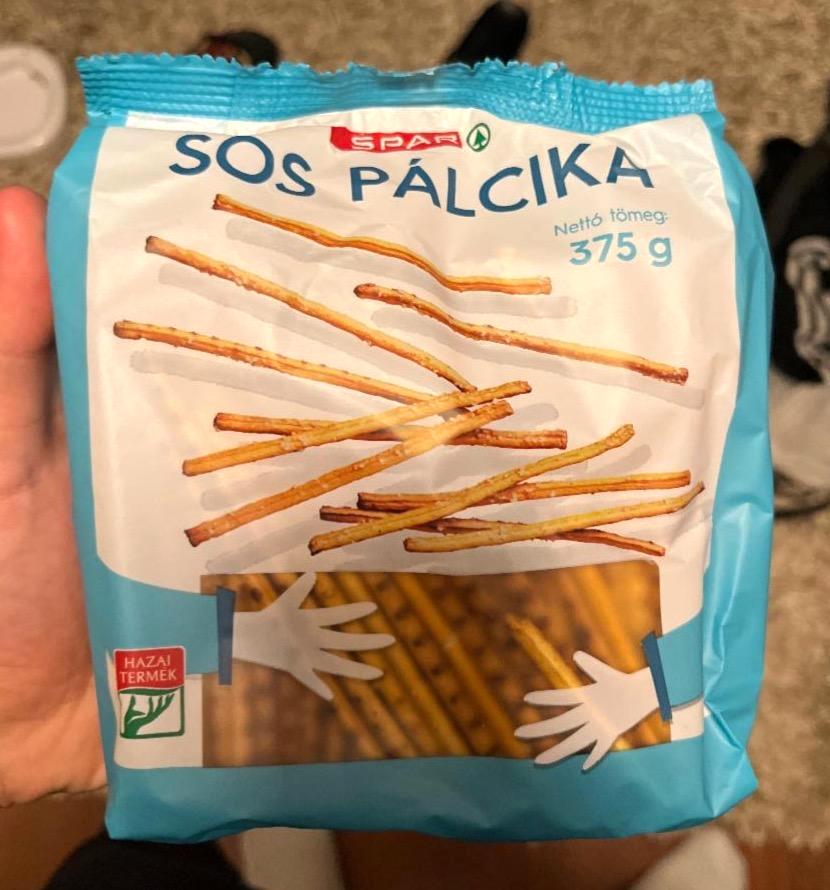 SPAR
SOS PÁLCIKA
Nettó tömeg:
375 g
HAZAI
TERMÉK